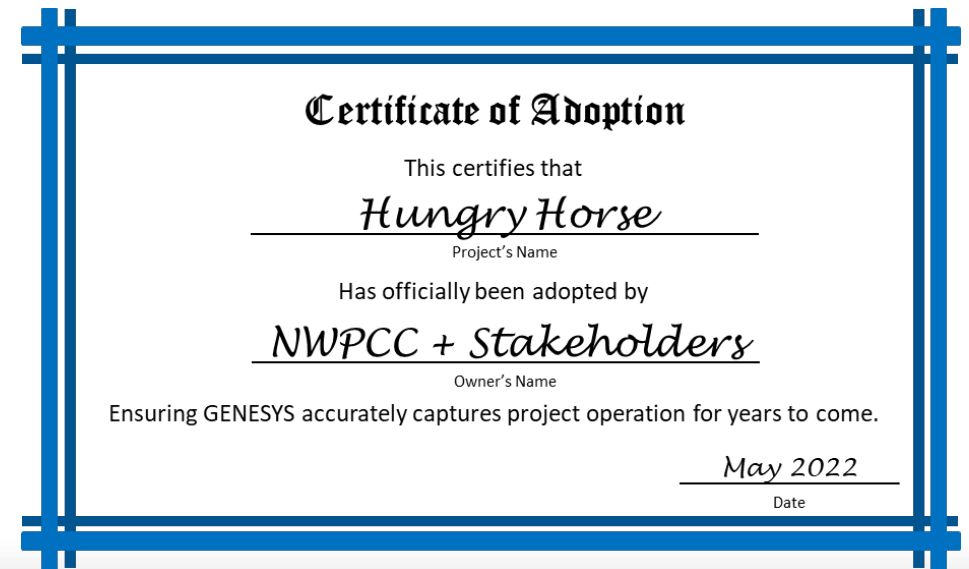 Certificate of Adoption
This certifies that
Hungry Horse
Project's Name
Has officially been adopted by
NWPCC + Stakeholders
Owner's Name
Ensuring GENESYS accurately captures project operation for years to come.
May 2022
Date